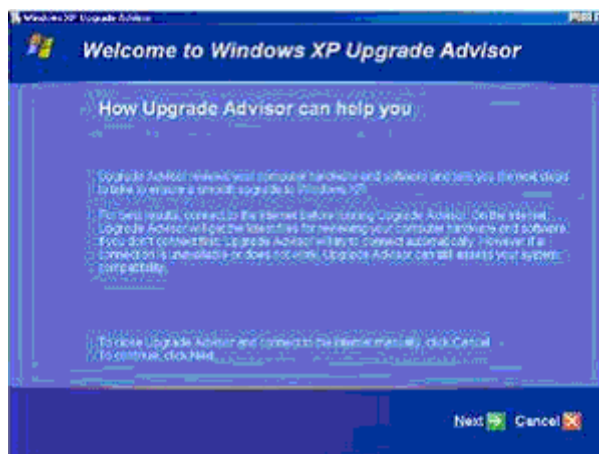 Windows XP Upgrade Advisor
Welcome to Windows XP Upgrade Advisor
How Upgrade Advisor can help you
Upgrade Advisor reviews your computer hardware and software and tells you the next steps
to take to ensure a smooth upgrade to Windows XP.
For best results, connect to the Internet before running Upgrade Advisor. On the Internet,
Upgrade Advisor will get the latest files for reviewing your computer hardware and software.
If you don't connect first, Upgrade Advisor will try to connect automatically. However if a
connection is unavailable or does not work, Upgrade Advisor can still assess your system
compatibility.
To close Upgrade Advisor and connect to the Internet manually, click Cancel.
To continue, click Next.
Next
Cancel